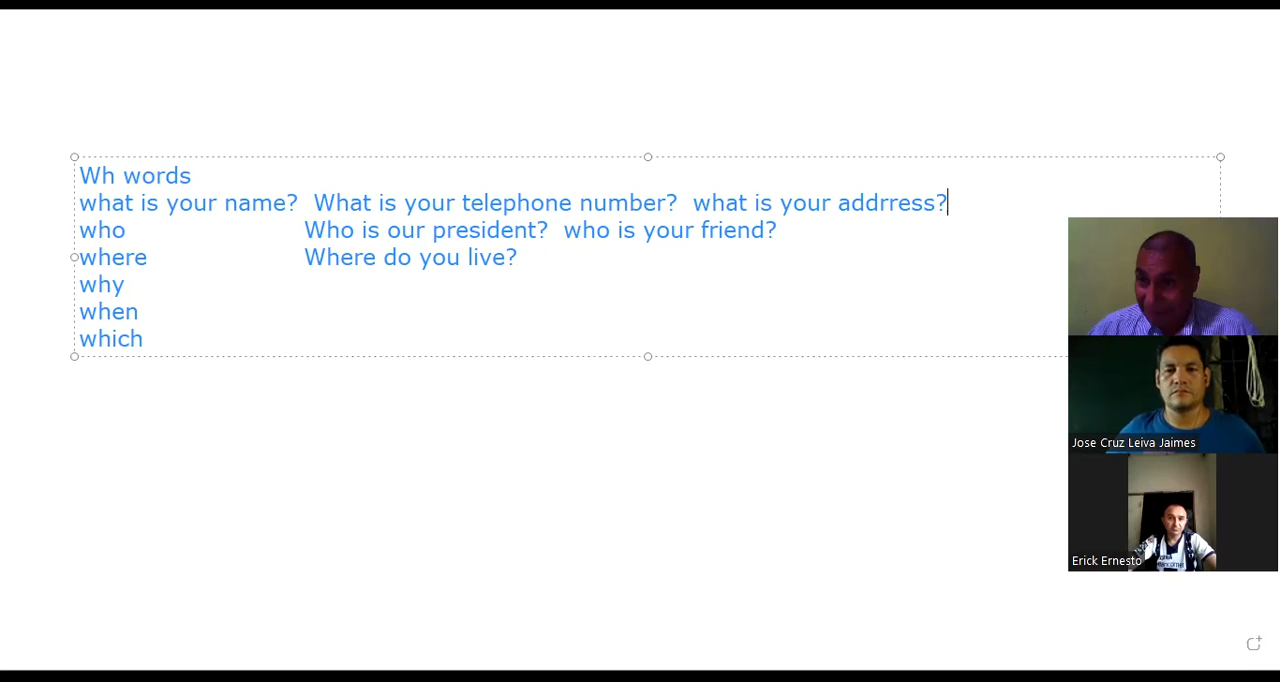 Wh words
what is your name?  What is your telephone number?  what is your addrress?
who Who is our president?  who is your friend?
where Where do you live?
why
when
which
Jose Cruz Leiva Jaimes
Erick Ernesto